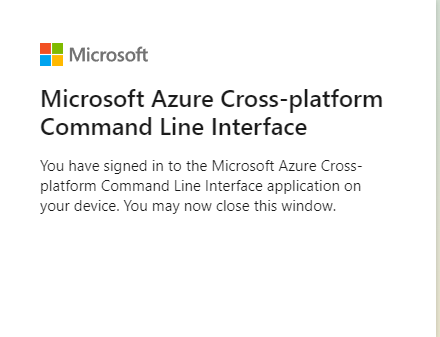 Microsoft
Microsoft Azure Cross-platform
Command Line Interface
You have signed in to the Microsoft Azure Cross-
platform Command Line Interface application on
your device. You may now close this window.